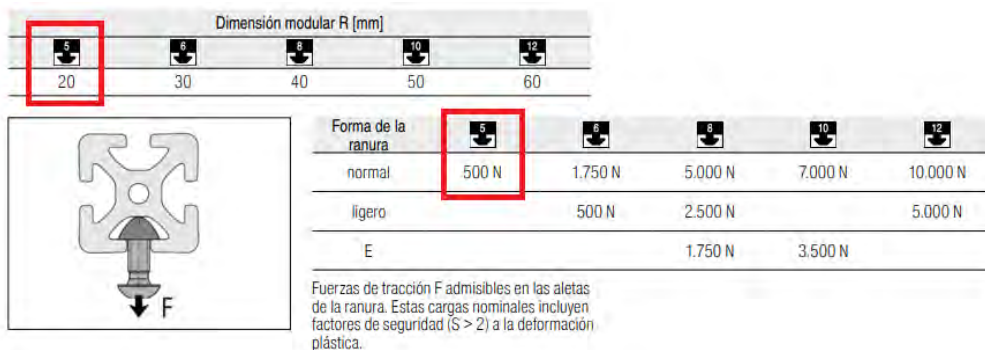 Dimensión modular R [mm]
5 6 8 10 12
20 30 40 50 60
Forma de la ranura 5 6 8 10 12
normal 500 N 1.750 N 5.000 N 7.000 N 10.000 N
ligero 500 N 2.500 N 5.000 N
E 1.750 N 3.500 N
F
Fuerzas de tracción F admisibles en las aletas
de la ranura. Estas cargas nominales incluyen
factores de seguridad (S > 2) a la deformación
plástica.